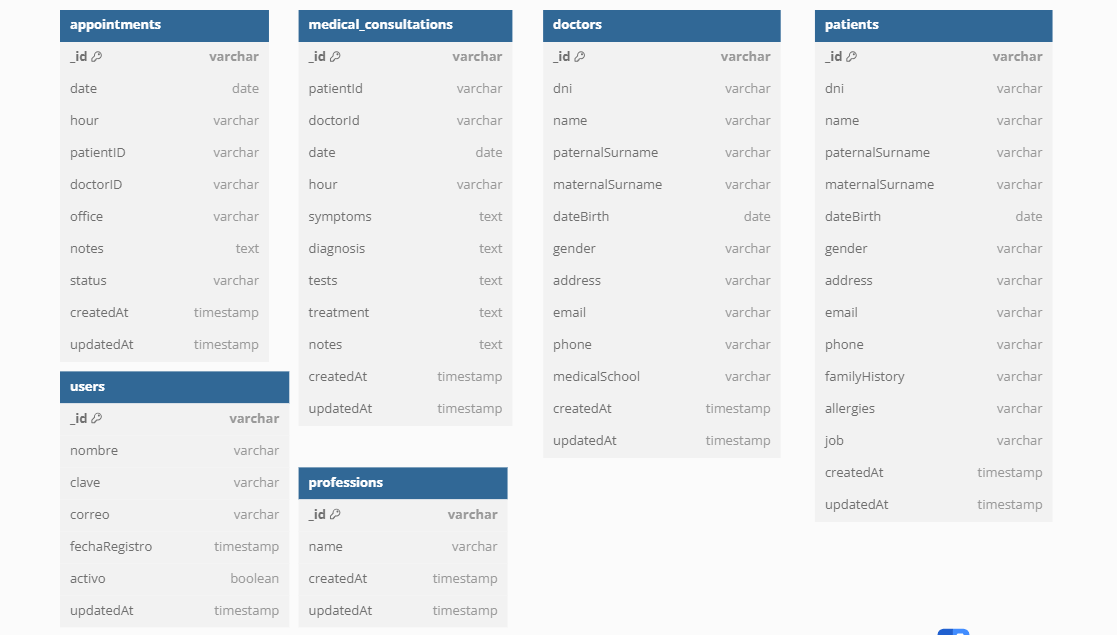 appointments
_id varchar
date date
hour varchar
patientID varchar
doctorID varchar
office varchar
notes text
status varchar
createdAt timestamp
updatedAt timestamp
users
_id varchar
nombre varchar
clave varchar
correo varchar
fechaRegistro timestamp
activo boolean
updatedAt timestamp
medical_consultations
_id varchar
patientId varchar
doctorId varchar
date date
hour varchar
symptoms text
diagnosis text
tests text
treatment text
notes text
createdAt timestamp
updatedAt timestamp
professions
_id varchar
name varchar
createdAt timestamp
updatedAt timestamp
doctors
_id varchar
dni varchar
name varchar
paternalSurname varchar
maternalSurname varchar
dateBirth date
gender varchar
address varchar
email varchar
phone varchar
medicalSchool varchar
createdAt timestamp
updatedAt timestamp
patients
_id varchar
dni varchar
name varchar
paternalSurname varchar
maternalSurname varchar
dateBirth date
gender varchar
address varchar
email varchar
phone varchar
familyHistory varchar
allergies varchar
job varchar
createdAt timestamp
updatedAt timestamp